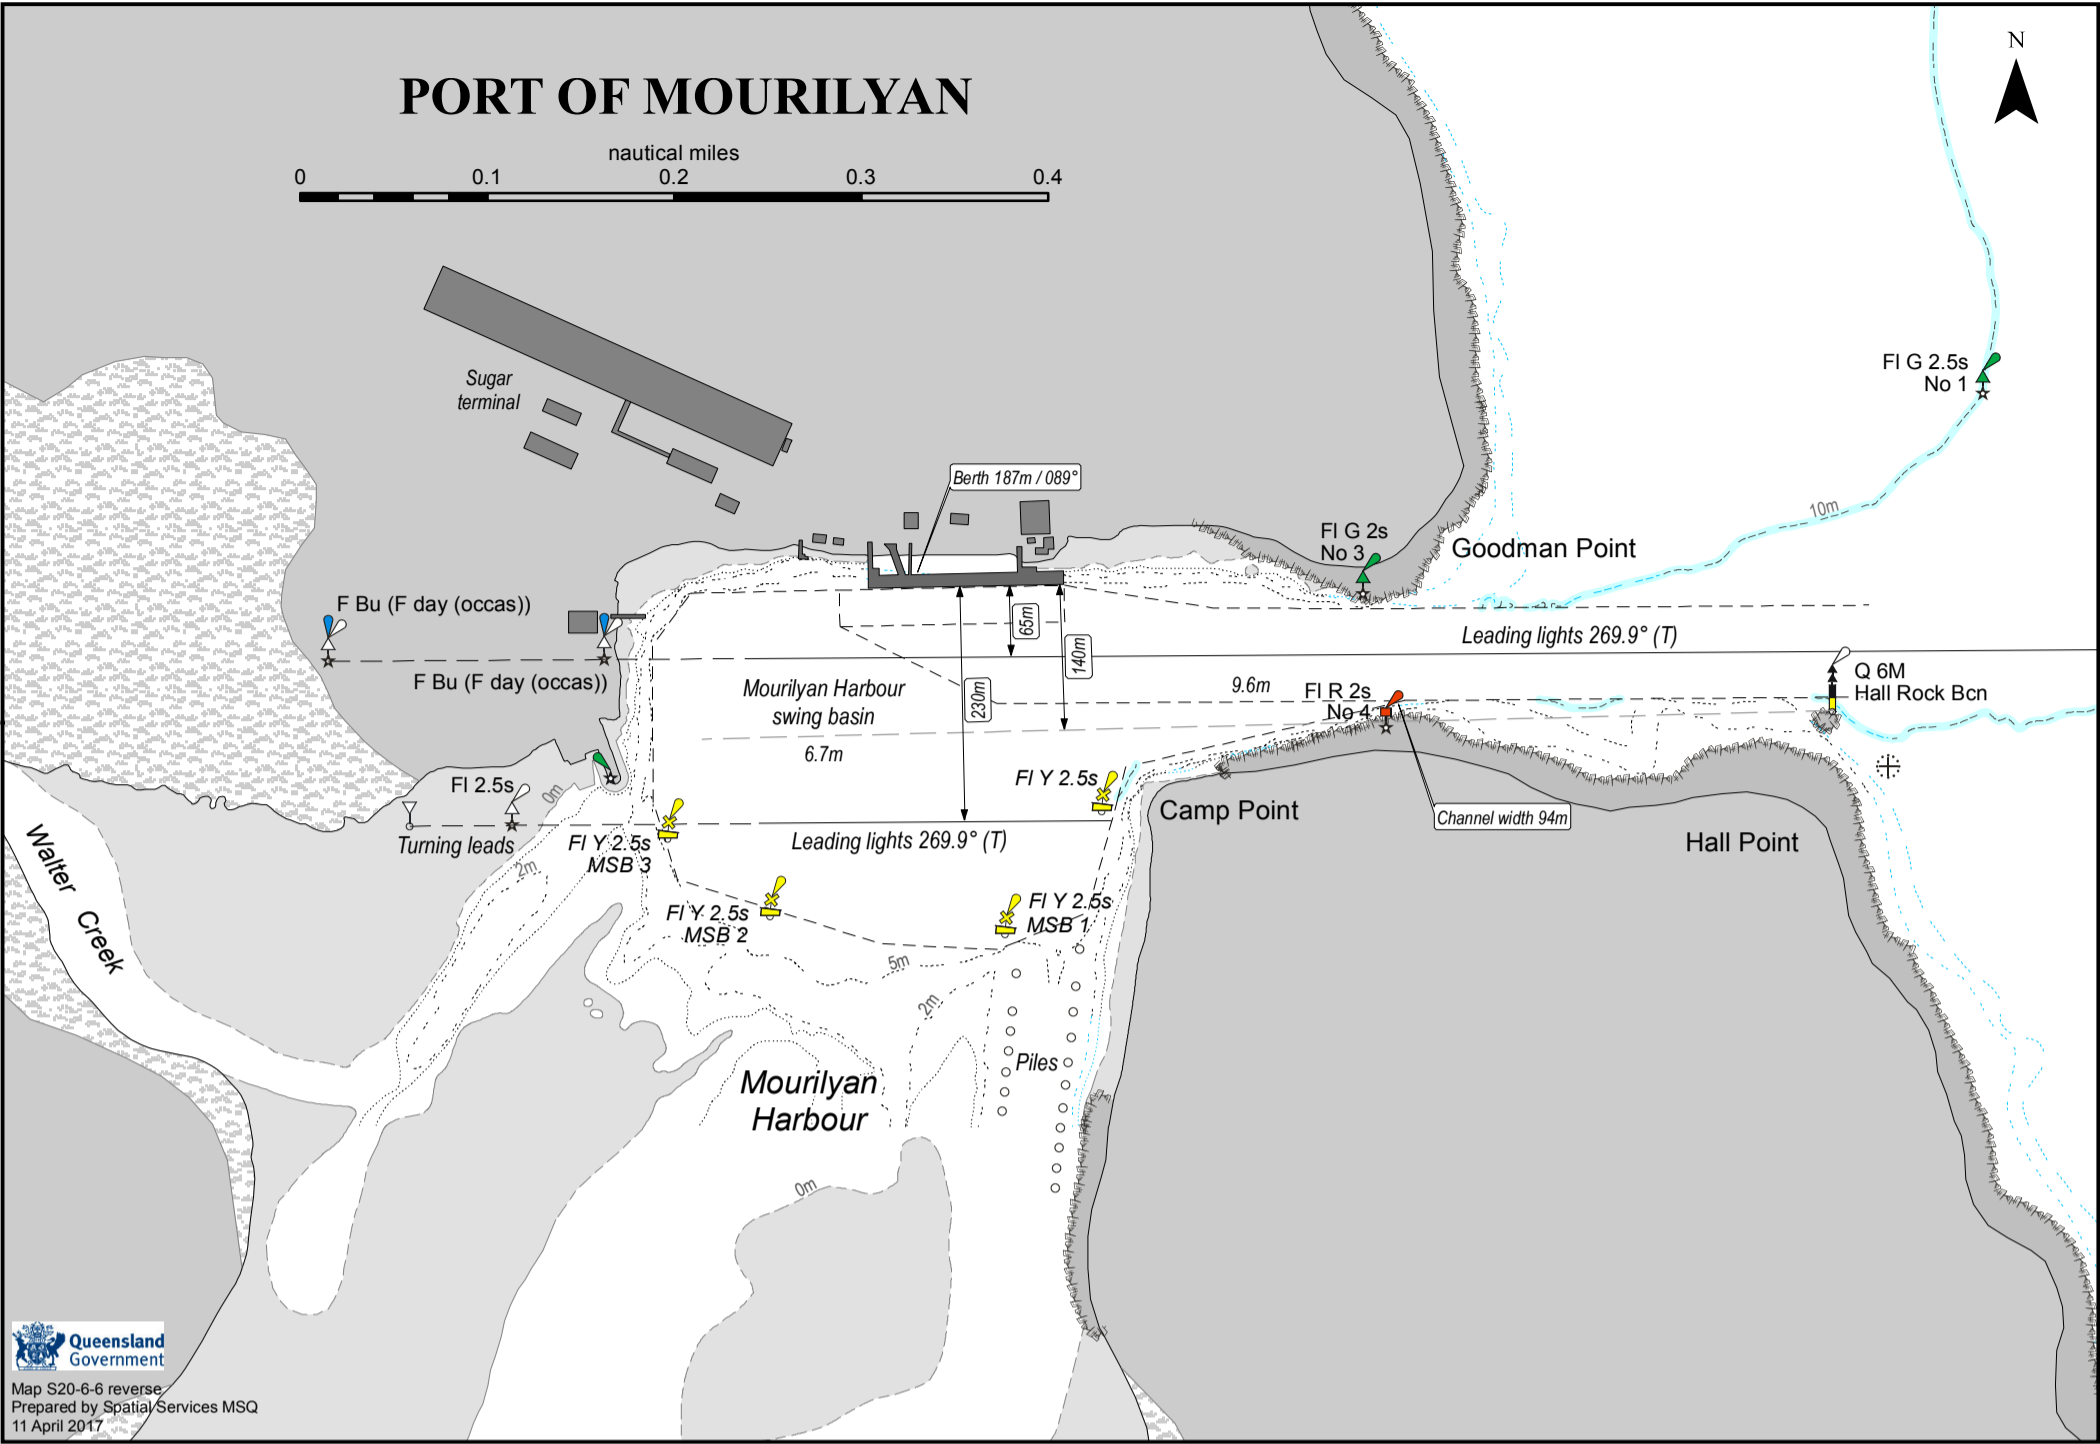 PORT OF MOURILYAN
N
nautical miles
0 0.1 0.2 0.3 0.4
Sugar
terminal
Fl G 2.5s
No 1
Berth 187m / 089°
10m
Fl G 2s
No 3
Goodman Point
F Bu (F day (occas))
65m
Leading lights 269.9° (T)
140m
F Bu (F day (occas))
Mourilyan Harbour
swing basin
230m
9.6m
Fl R 2s
No 4
Q 6M
Hall Rock Bcn
6.7m
Fl 2.5s
0m
Fl Y 2.5s
Camp Point
Channel width 94m
Hall Point
Turning leads
Leading lights 269.9° (T)
Fl Y 2.5s
MSB 3
2m
Walter Creek
Fl Y 2.5s
MSB 2
Fl Y 2.5s
MSB 1
5m
2m
Piles
Mourilyan
Harbour
0m
Queensland
Government
Map S20-6-6 reverse
Prepared by Spatial Services MSQ
11 April 2017